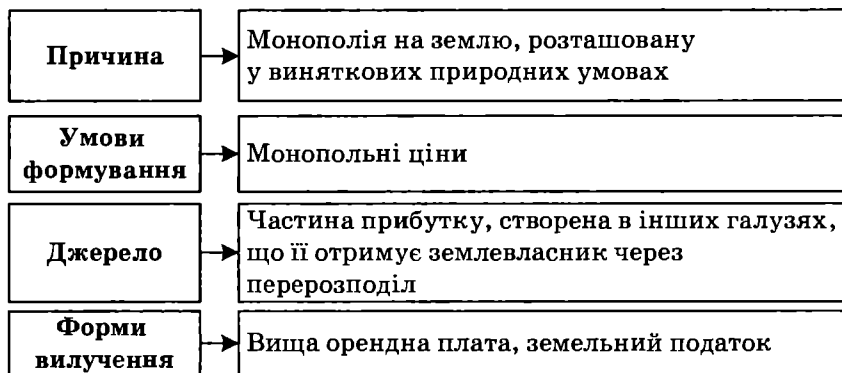 Причина
Монополія на землю, розташовану
у виняткових природних умовах
Умови
формування
Монопольні ціни
Джерело
Частина прибутку, створена в інших галузях,
що її отримує землевласник через
перерозподіл
Форми
вилучення
Вища орендна плата, земельний податок